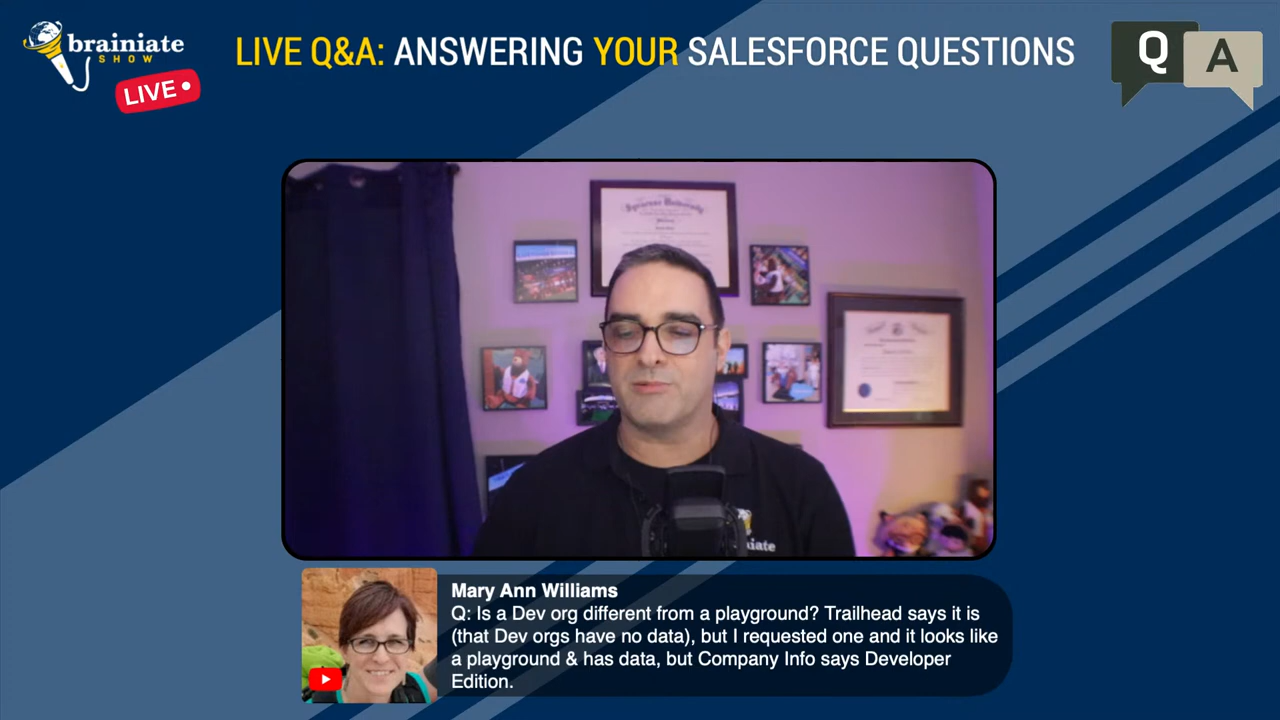 brainiate
SHOW
LIVE
LIVE Q&A: ANSWERING YOUR SALESFORCE QUESTIONS
Q
A
Syracuse University
Mary Ann Williams
Q: Is a Dev org different from a playground? Trailhead says it is
(that Dev orgs have no data), but I requested one and it looks like
a playground & has data, but Company Info says Developer
Edition.